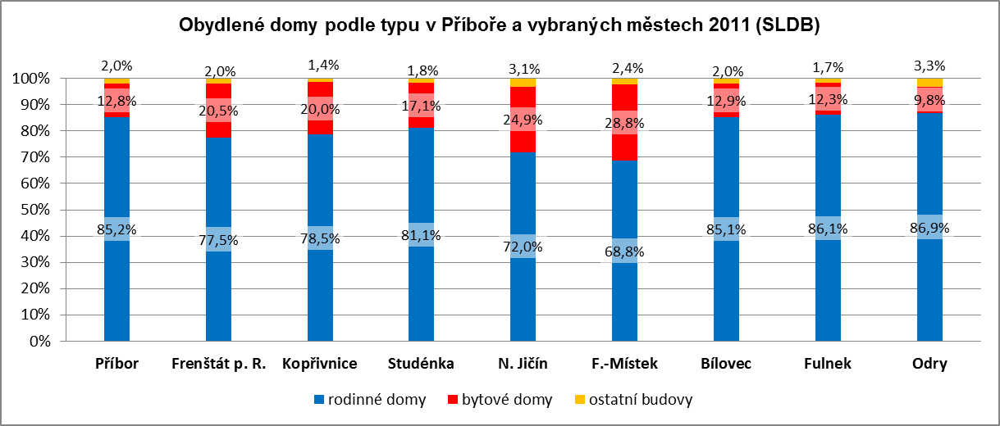 Obydlené domy podle typu v Příboře a vybraných městech 2011 (SLDB)
2,0% 2,0% 1,4% 1,8% 3,1% 2,4% 2,0% 1,7% 3,3%
100%
90%
12,8% 20,5% 20,0% 17,1% 24,9% 28,8% 12,9% 12,3% 9,8%
80%
70%
60%
50%
85,2% 77,5% 78,5% 81,1% 72,0% 68,8% 85,1% 86,1% 86,9%
40%
30%
20%
10%
0%
Příbor Frenštát p. R. Kopřivnice Studénka N. Jičín F.-Místek Bílovec Fulnek Odry
rodinné domy bytové domy ostatní budovy